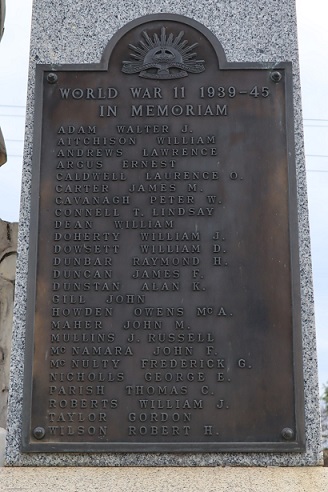 WORLD WAR 11 1939-45
IN MEMORIAM
ADAM WALTER J.
AITCHISON WILLIAM
ANDREWS LAWRENCE
ARGUS ERNEST
CALDWELL LAURENCE O.
CARTER JAMES M.
CAVANAGH PETER W.
CONNELL T. LINDSAY
DEAN WILLIAM
DOHERTY WILLIAM J.
DOWSETT WILLIAM D.
DUNBAR RAYMOND H.
DUNCAN JAMES F.
DUNSTAN ALAN K.
GILL JOHN
HOWDEN OWENS McA.
MAHER JOHN M.
MULLINS J. RUSSELL
McNAMARA JOHN F.
McNULTY FREDERICK G.
NICHOLLS GEORGE E.
PARISH THOMAS C.
ROBERTS WILLIAM J.
TAYLOR GORDON
WILSON ROBERT H.